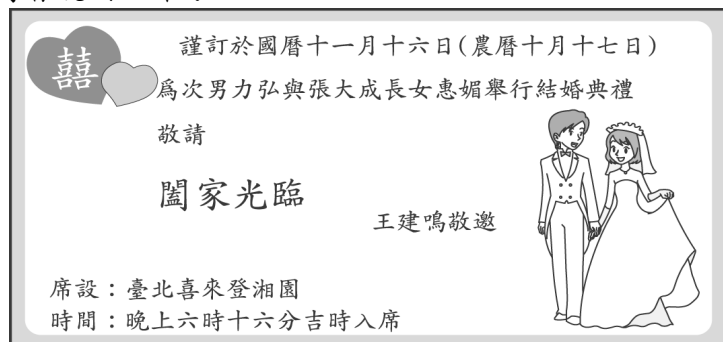 囍
謹訂於國曆十一月十六日(農曆十月十七日)
為次男力弘與張大成長女惠媚舉行結婚典禮
敬請
闔家光臨
王建鳴敬邀
席設：臺北喜來登湘園
時間：晚上六時十六分吉時入席